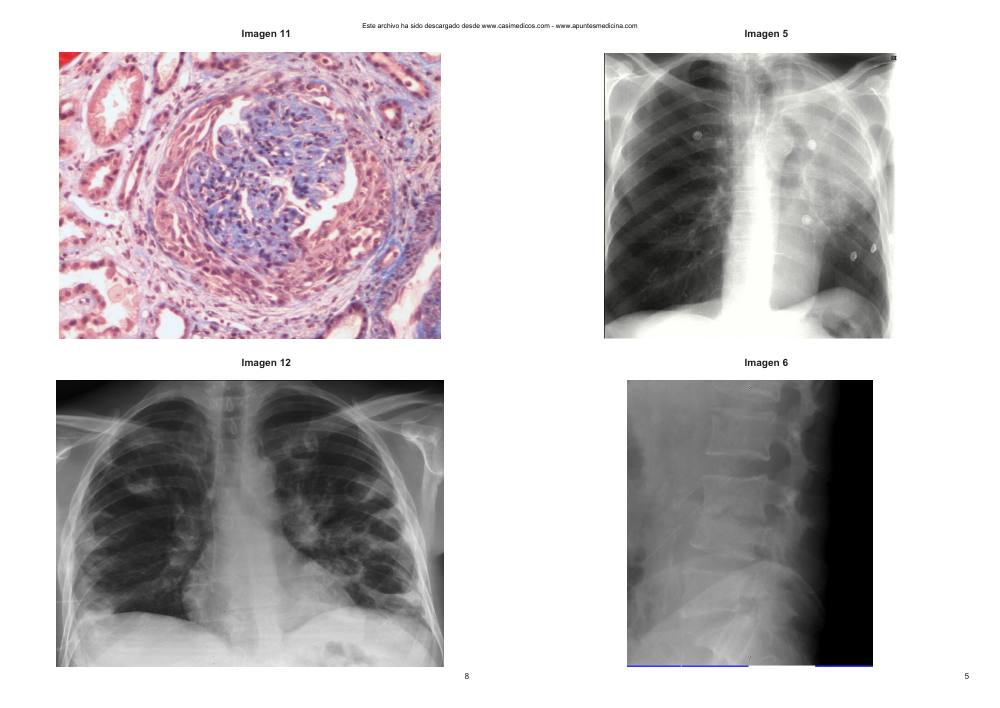 Este archivo ha sido descargado desde www.casimedicos.com - www.apuntesmedicina.com
Imagen 11
Imagen 5
Imagen 12
Imagen 6
8
5